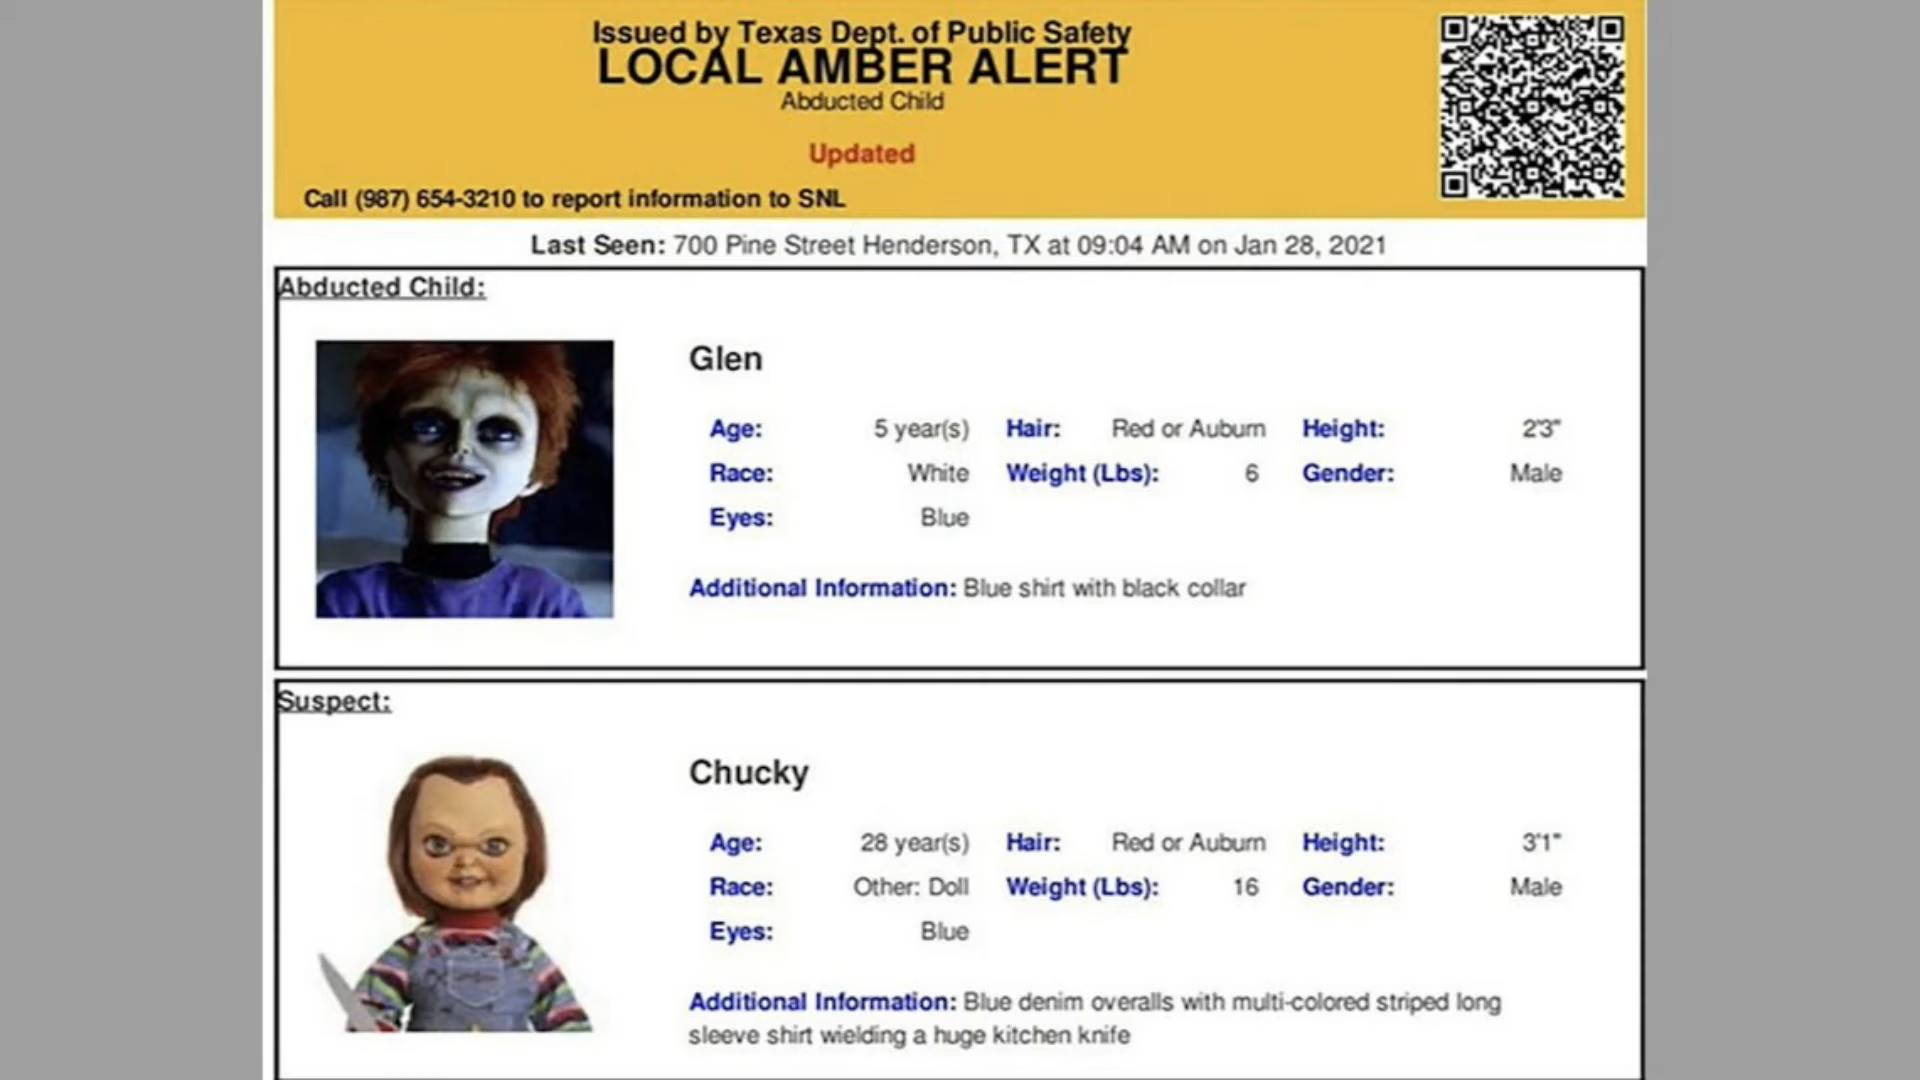 Issued by Texas Dept. of Public Safety
LOCAL AMBER ALERT
Abducted Child
Updated
Call (987) 654-3210 to report information to SNL
Last Seen: 700 Pine Street Henderson, TX at 09:04 AM on Jan 28, 2021
Abducted Child:
Glen
Age: 5 year(s) Hair: Red or Auburn Height: 2'3"
Race: White Weight (Lbs): 6 Gender: Male
Eyes: Blue
Additional Information: Blue shirt with black collar
Suspect:
Chucky
Age: 28 year(s) Hair: Red or Auburn Height: 3'1"
Race: Other: Doll Weight (Lbs): 16 Gender: Male
Eyes: Blue
Additional Information: Blue denim overalls with multi-colored striped long
sleeve shirt wielding a huge kitchen knife